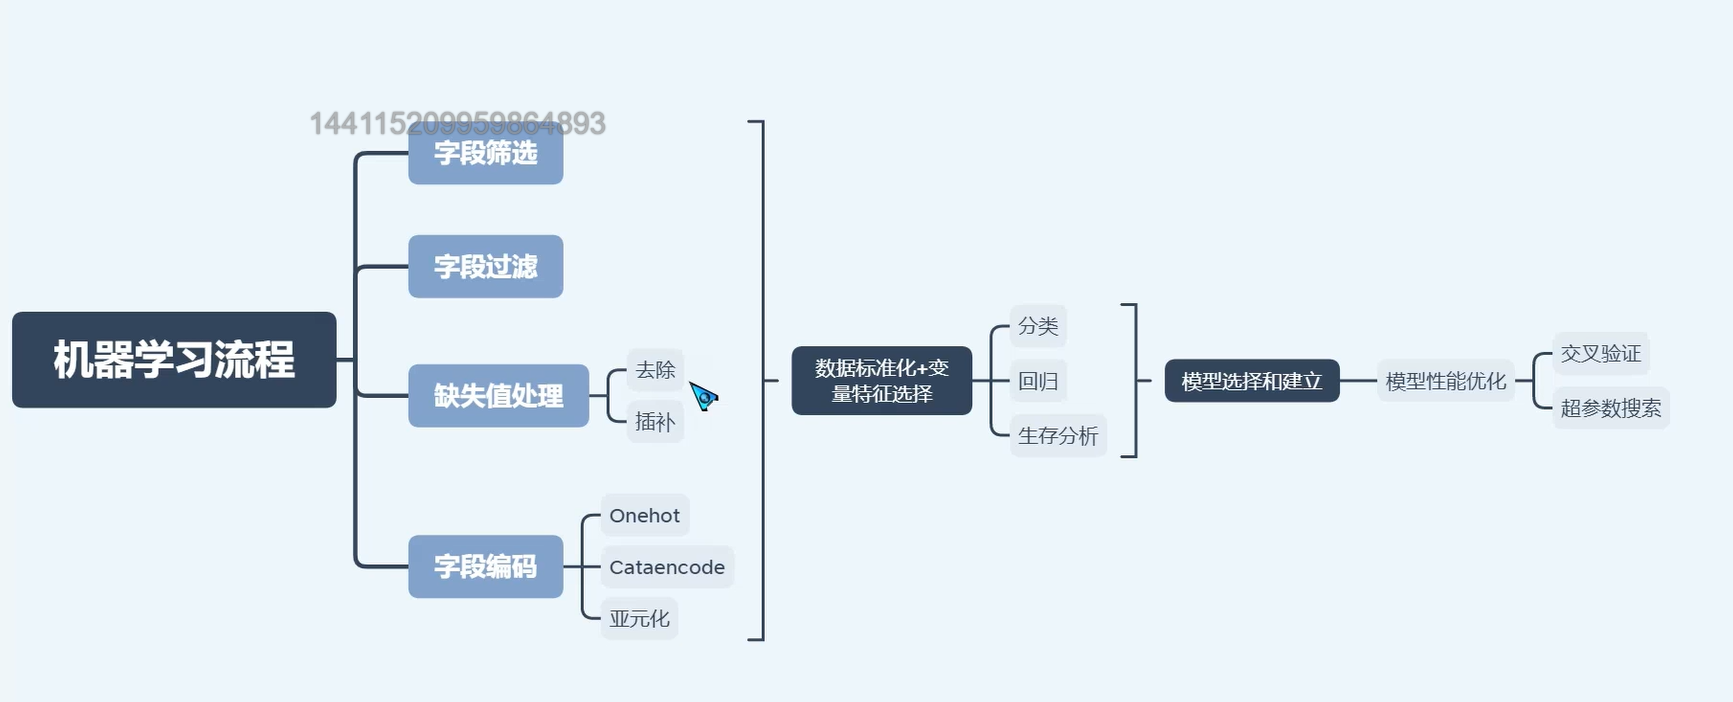 144115209959864893
字段筛选
字段过滤
机器学习流程
缺失值处理
去除
插补
字段编码
Onehot
Cataencode
亚元化
数据标准化+变
量特征选择
分类
回归
生存分析
模型选择和建立
模型性能优化
交叉验证
超参数搜索